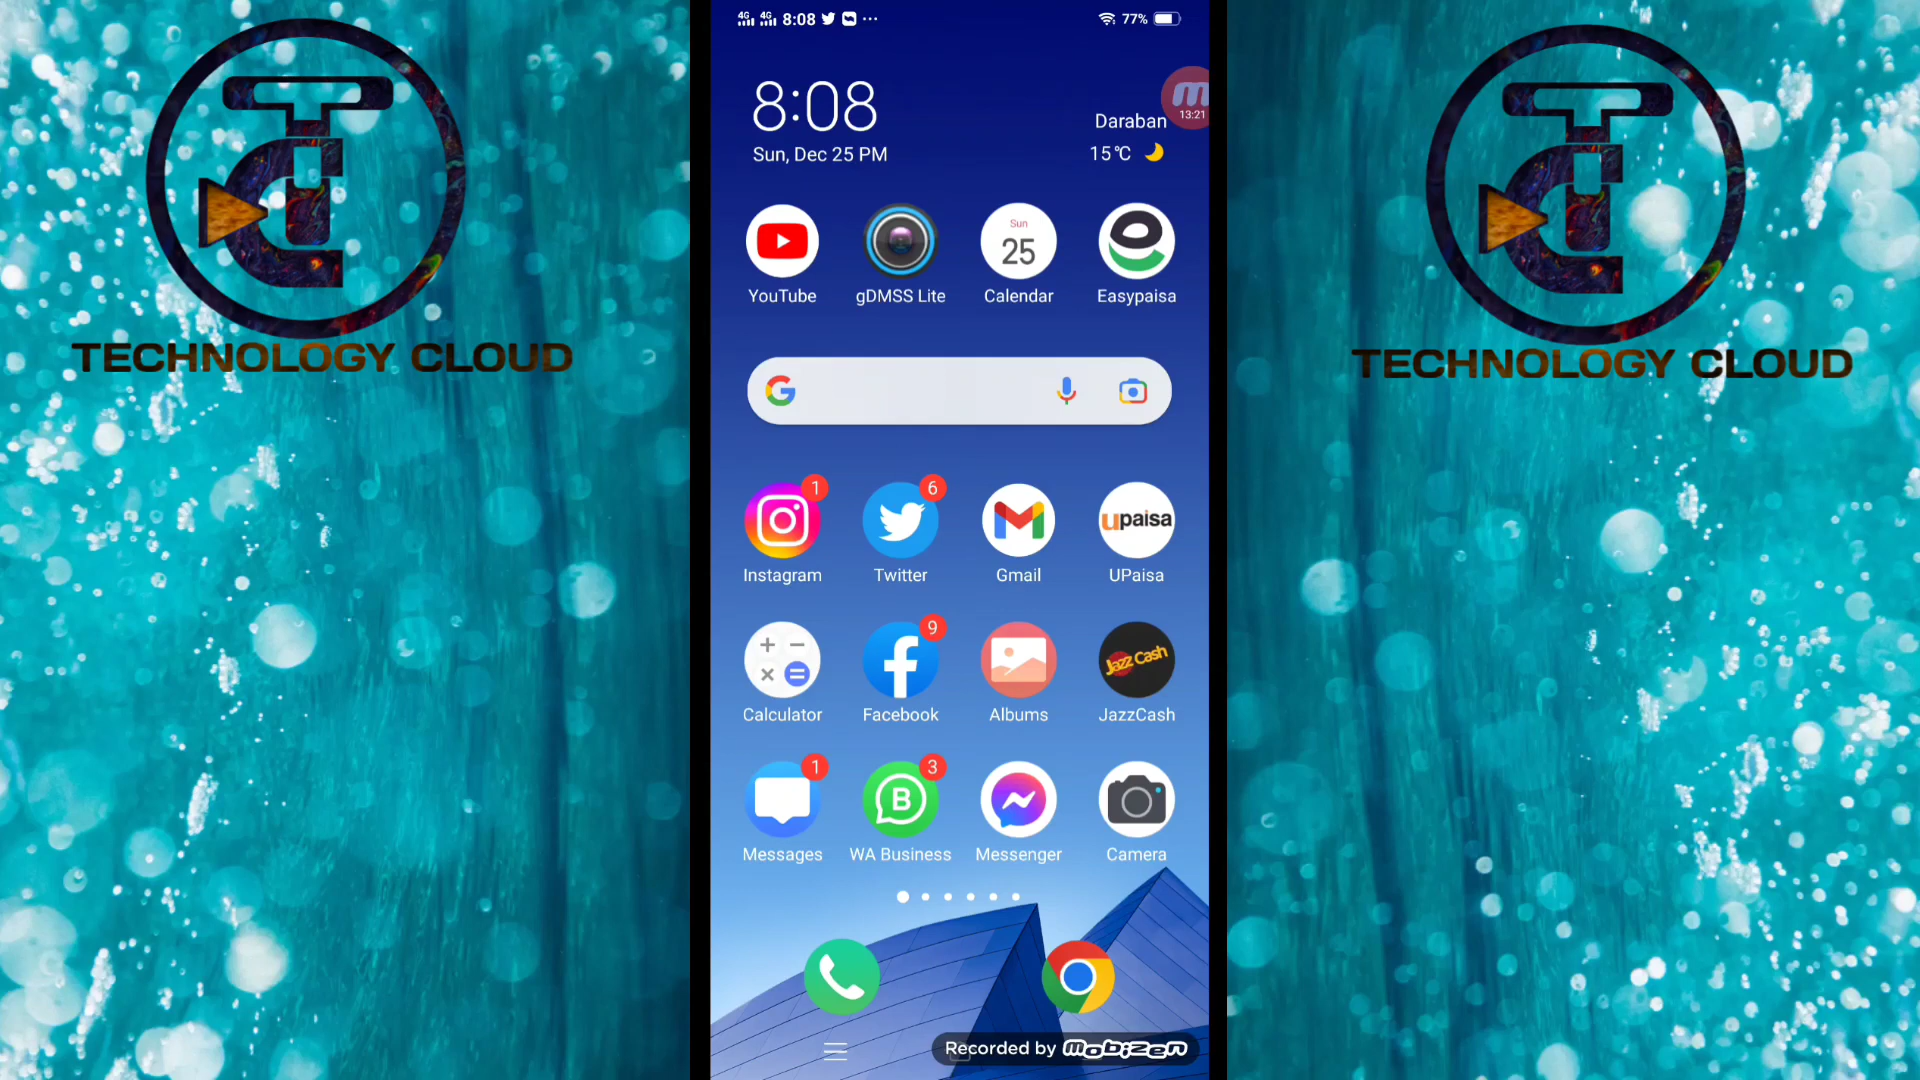 4G 4G 8:08 77%
8:08
Sun, Dec 25 PM
Daraban
15°C
13:21
Sun
25
YouTube gDMSS Lite Calendar Easypaisa
TECHNOLOGY CLOUD
TECHNOLOGY CLOUD
1 6
upaisa
Instagram Twitter Gmail UPaisa
9
Jazz Cash
Calculator Facebook Albums JazzCash
1 3
B
Messages WA Business Messenger Camera
Recorded by mobizen